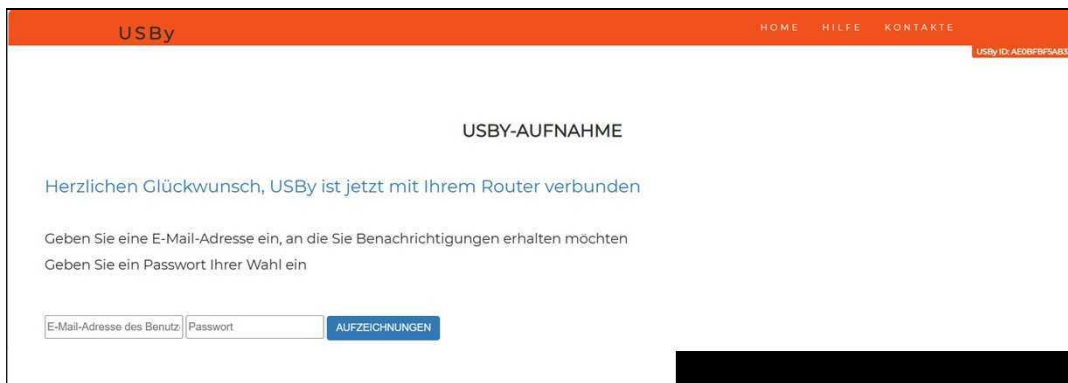 USBy
HOME HILFE KONTAKTE
USBy ID: AE0BFBF5AB3
USBY-AUFNAHME
Herzlichen Glückwunsch, USBy ist jetzt mit Ihrem Router verbunden
Geben Sie eine E-Mail-Adresse ein, an die Sie Benachrichtigungen erhalten möchten
Geben Sie ein Passwort Ihrer Wahl ein
E-Mail-Adresse des Benutz Passwort AUFZEICHNUNGEN